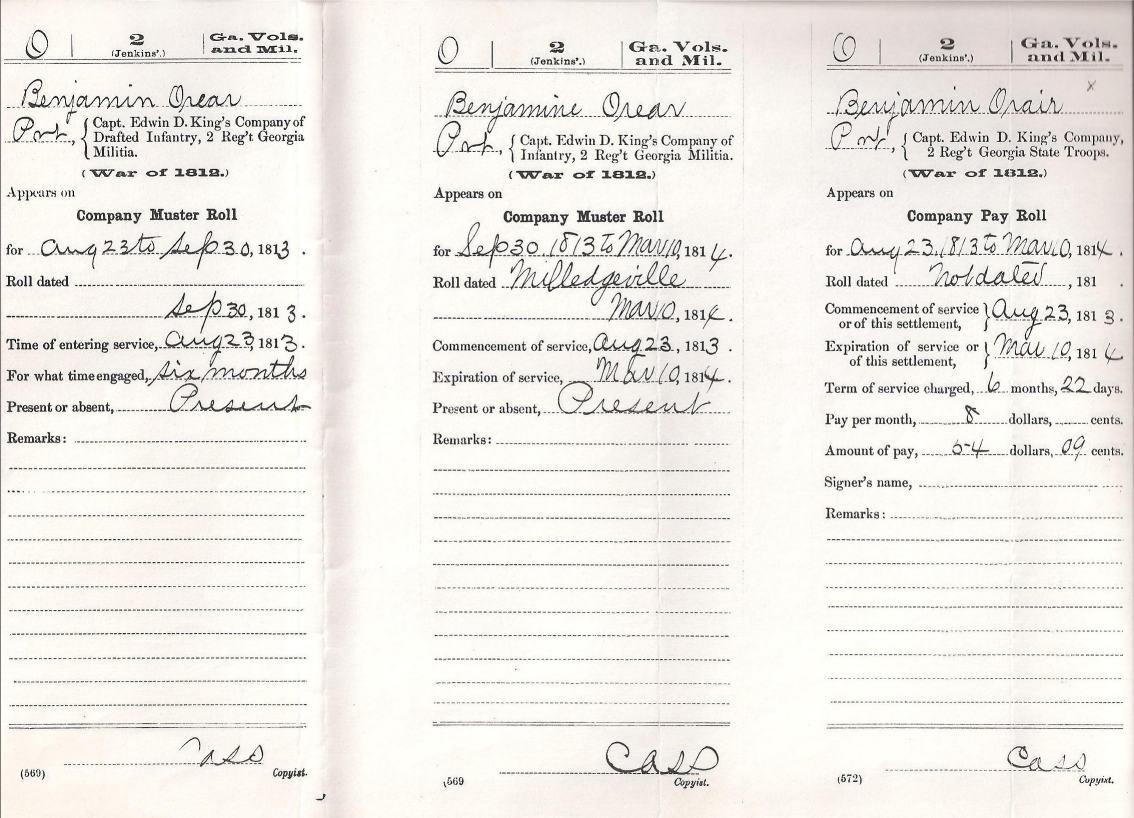 O | 2 (Jenkins'.) | Ga. Vols. and Mil.
Benjamin Orear
Pvt., { Capt. Edwin D. King's Company of
Drafted Infantry, 2 Reg't Georgia
Militia.
(War of 1812.)
Appears on
Company Muster Roll
for Aug 23 to Sep 30, 1813.
Roll dated
Sep 30, 1813.
Time of entering service, Aug 23, 1813.
For what time engaged, six months
Present or absent, Present
Remarks:
Cass
(569) Copyist.
O | 2 (Jenkins'.) | Ga. Vols. and Mil.
Benjamine Orear
Pvt., { Capt. Edwin D. King's Company of
Infantry, 2 Reg't Georgia Militia.
(War of 1812.)
Appears on
Company Muster Roll
for Sep 30, 1813 to Mar 10, 1814.
Roll dated Milledgeville
Mar 10, 1814.
Commencement of service, Aug 23, 1813.
Expiration of service, Mar 10, 1814.
Present or absent, Present
Remarks:
Cass
(569 Copyist.
O | 2 (Jenkins'.) | Ga. Vols. and Mil.
x
Benjamin Orair
Pvt, { Capt. Edwin D. King's Company,
2 Reg't Georgia State Troops.
(War of 1812.)
Appears on
Company Pay Roll
for Aug 23, 1813 to Mar 10, 1814.
Roll dated Not dated, 181 .
Commencement of service
or of this settlement, } Aug 23, 1813.
Expiration of service or
of this settlement, } Mar 10, 1814.
Term of service charged, 6 months, 22 days.
Pay per month, 8 dollars, cents.
Amount of pay, 54 dollars, 09 cents.
Signer's name,
Remarks:
Cass
(572) Copyist.